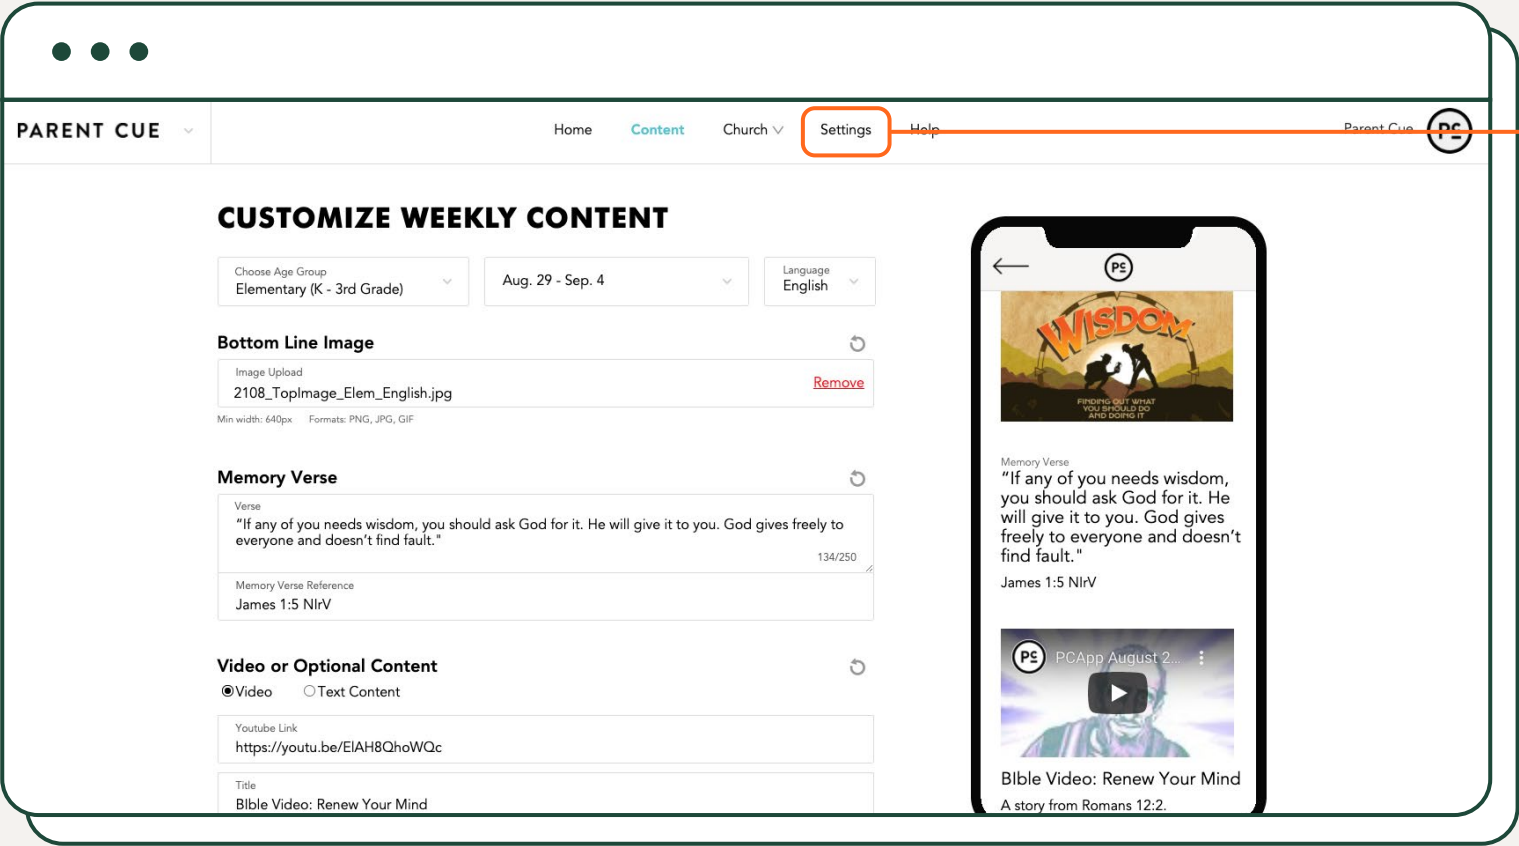 PARENT CUE
Home Content Church Settings Help
Parent Cue PC
CUSTOMIZE WEEKLY CONTENT
Choose Age Group
Elementary (K - 3rd Grade)
Aug. 29 - Sep. 4
Language
English
Bottom Line Image
Image Upload
2108_TopImage_Elem_English.jpg
Remove
Min width: 640px Formats: PNG, JPG, GIF
Memory Verse
Verse
“If any of you needs wisdom, you should ask God for it. He will give it to you. God gives freely to
everyone and doesn’t find fault."
134/250
Memory Verse Reference
James 1:5 NIrV
Video or Optional Content
Video Text Content
Youtube Link
https://youtu.be/ElAH8QhoWQc
Title
BIble Video: Renew Your Mind
PC
WISDOM
FINDING OUT WHAT
YOU SHOULD DO
AND DOING IT
Memory Verse
“If any of you needs wisdom,
you should ask God for it. He
will give it to you. God gives
freely to everyone and doesn’t
find fault."
James 1:5 NIrV
PC PCApp August 2...
BIble Video: Renew Your Mind
A story from Romans 12:2.